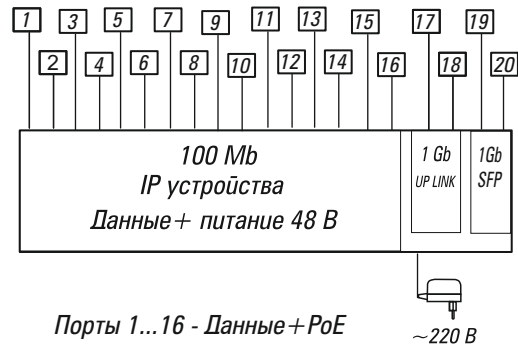 1 3 5 7 9 11 13 15 17 19
2 4 6 8 10 12 14 16 18 20
100 Mb
IP устройства
Данные+ питание 48 В
1 Gb
UP LINK
1Gb
SFP
Порты 1...16 - Данные+PoE
~220 В